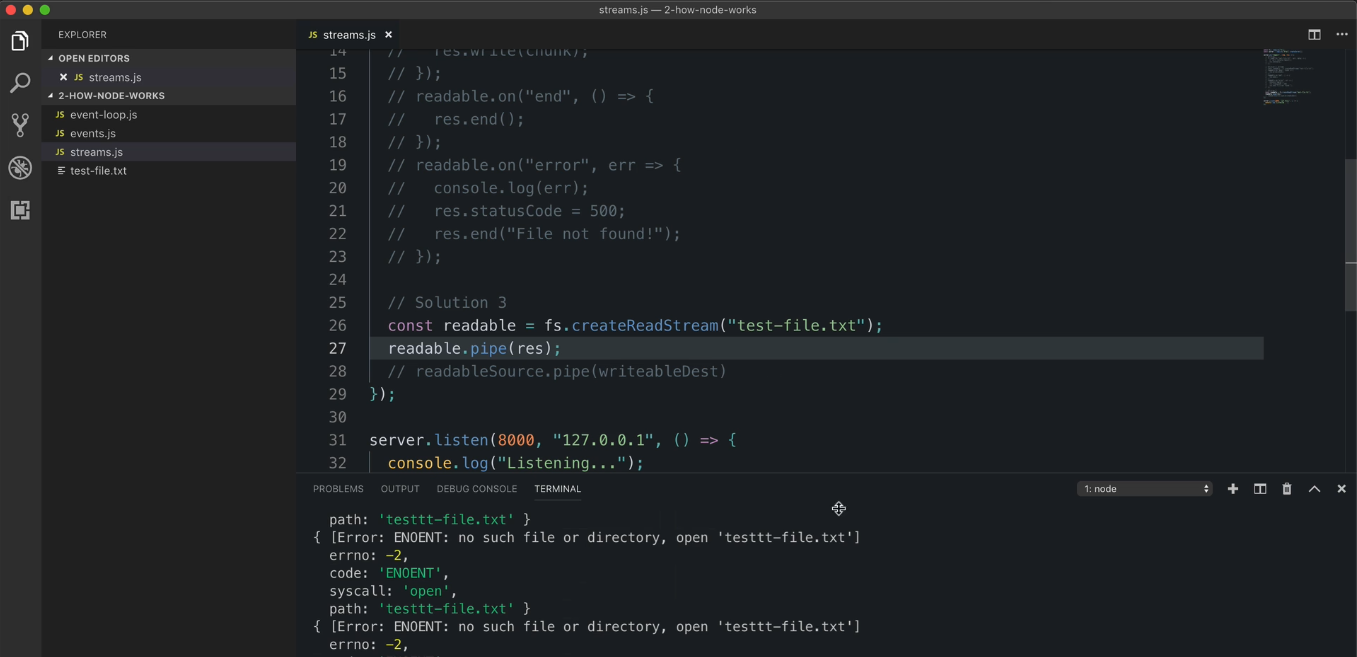 streams.js — 2-how-node-works
EXPLORER
OPEN EDITORS
JS streams.js
2-HOW-NODE-WORKS
JS event-loop.js
JS events.js
JS streams.js
test-file.txt
JS streams.js
14 // res.write(chunk);
15 // });
16 // readable.on("end", () => {
17 // res.end();
18 // });
19 // readable.on("error", err => {
20 // console.log(err);
21 // res.statusCode = 500;
22 // res.end("File not found!");
23 // });
24
25 // Solution 3
26 const readable = fs.createReadStream("test-file.txt");
27 readable.pipe(res);
28 // readableSource.pipe(writeableDest)
29 });
30
31 server.listen(8000, "127.0.0.1", () => {
32 console.log("Listening...");
PROBLEMS OUTPUT DEBUG CONSOLE TERMINAL 1: node
path: 'testtt-file.txt' }
{ [Error: ENOENT: no such file or directory, open 'testtt-file.txt']
errno: -2,
code: 'ENOENT',
syscall: 'open',
path: 'testtt-file.txt' }
{ [Error: ENOENT: no such file or directory, open 'testtt-file.txt']
errno: -2,